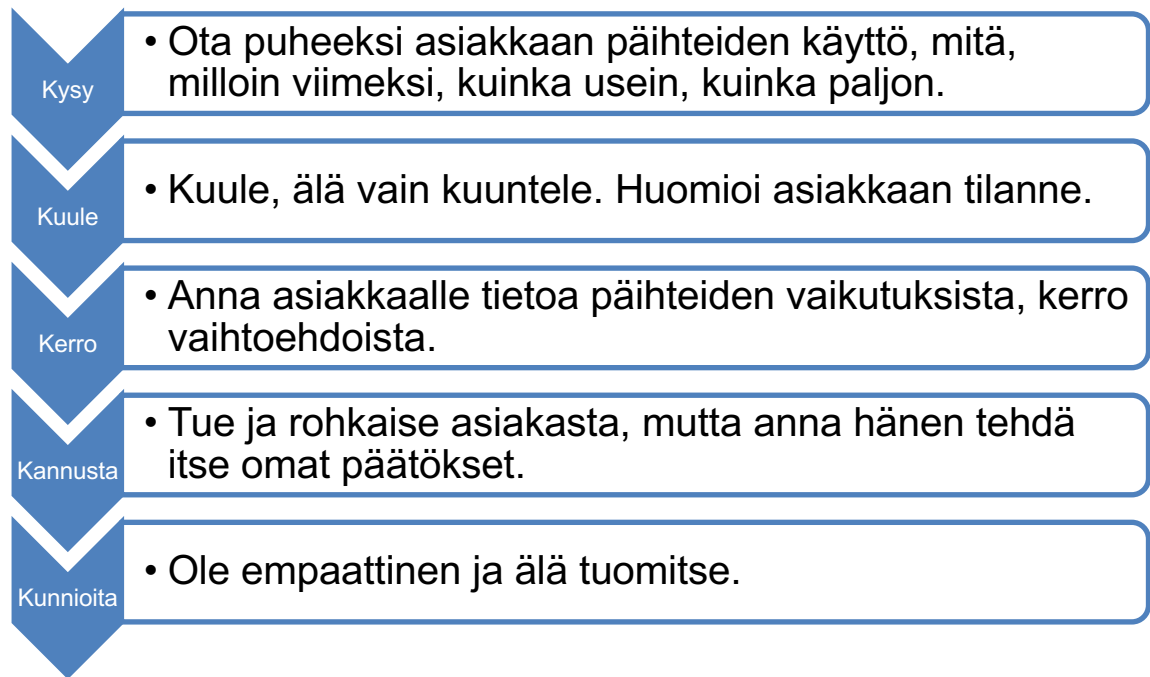 Kysy
• Ota puheeksi asiakkaan päihteiden käyttö, mitä,
milloin viimeksi, kuinka usein, kuinka paljon.
Kuule
• Kuule, älä vain kuuntele. Huomioi asiakkaan tilanne.
Kerro
• Anna asiakkaalle tietoa päihteiden vaikutuksista, kerro
vaihtoehdoista.
Kannusta
• Tue ja rohkaise asiakasta, mutta anna hänen tehdä
itse omat päätökset.
Kunnioita
• Ole empaattinen ja älä tuomitse.